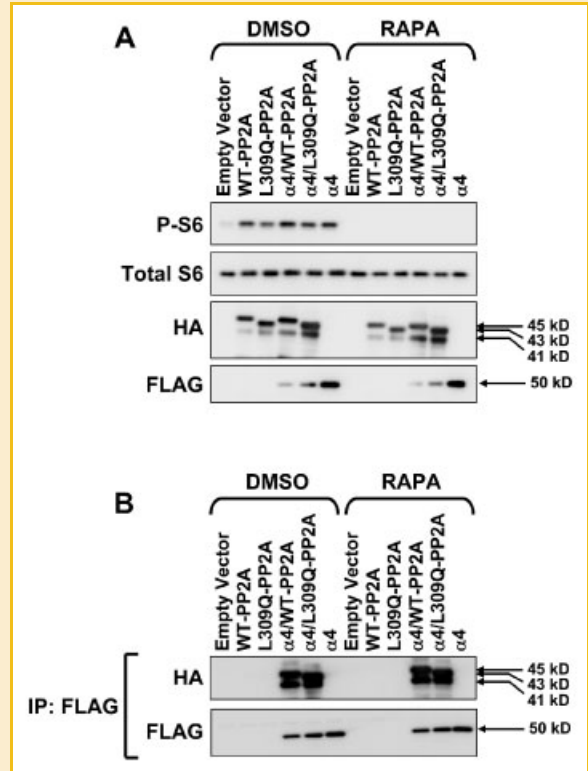 A
DMSO RAPA
Empty Vector
WT-PP2A
L309Q-PP2A
α4/WT-PP2A
α4/L309Q-PP2A
α4
Empty Vector
WT-PP2A
L309Q-PP2A
α4/WT-PP2A
α4/L309Q-PP2A
α4
P-S6
Total S6
HA
45 kD
43 kD
41 kD
FLAG
50 kD
B
DMSO RAPA
Empty Vector
WT-PP2A
L309Q-PP2A
α4/WT-PP2A
α4/L309Q-PP2A
α4
Empty Vector
WT-PP2A
L309Q-PP2A
α4/WT-PP2A
α4/L309Q-PP2A
α4
IP: FLAG
HA
45 kD
43 kD
41 kD
FLAG
50 kD